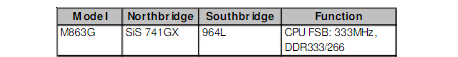 Model Northbridge Southbridge Function
M863G SiS 741GX 964L CPU FSB: 333MHz,
DDR333/266